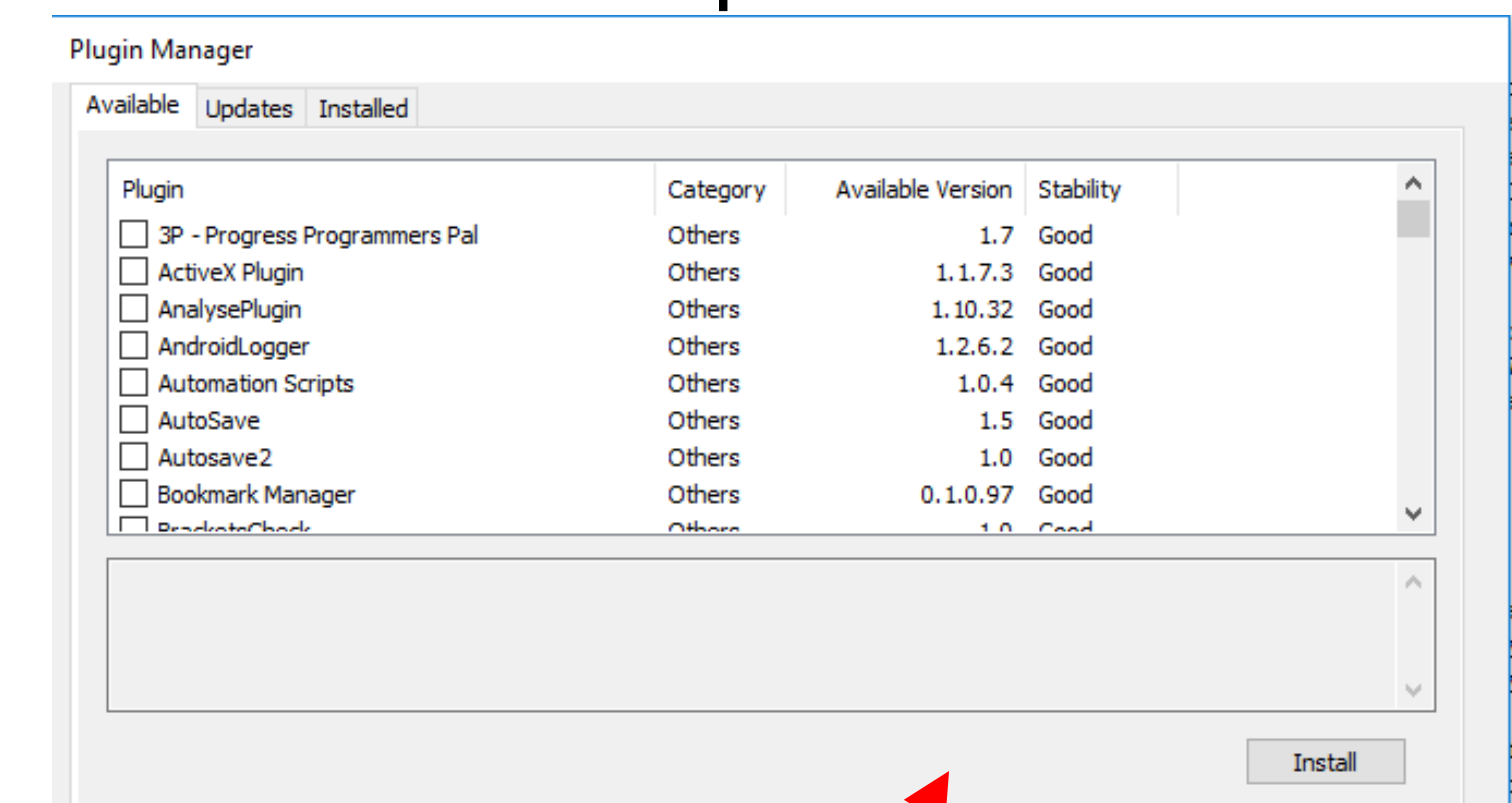 Plugin Manager
Available Updates Installed
Plugin Category Available Version Stability
3P - Progress Programmers Pal Others 1.7 Good
ActiveX Plugin Others 1.1.7.3 Good
AnalysePlugin Others 1.10.32 Good
AndroidLogger Others 1.2.6.2 Good
Automation Scripts Others 1.0.4 Good
AutoSave Others 1.5 Good
Autosave2 Others 1.0 Good
Bookmark Manager Others 0.1.0.97 Good
BracketsCheck Others Good
Install